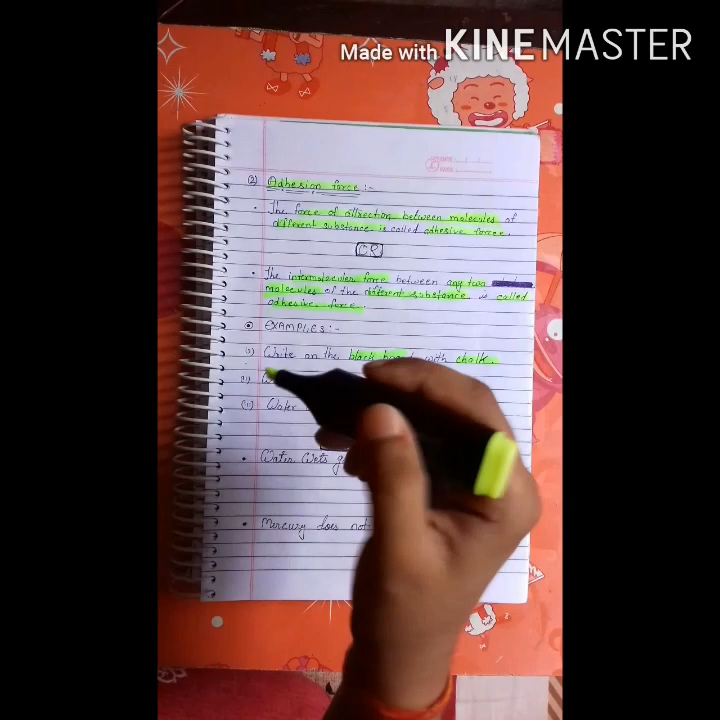 Made with KINEMASTER
(2) Adhesion force :-
• The force of attrection between molecules of
different substance is called adhesive force.
OR
• The intermolecular force between any two
molecules of the different substance is called
adhesive force.
EXAMPLES:-
(i) Write on the black board with chalk.
(ii)
(iii) Water
• Water wets
• Mercury does not